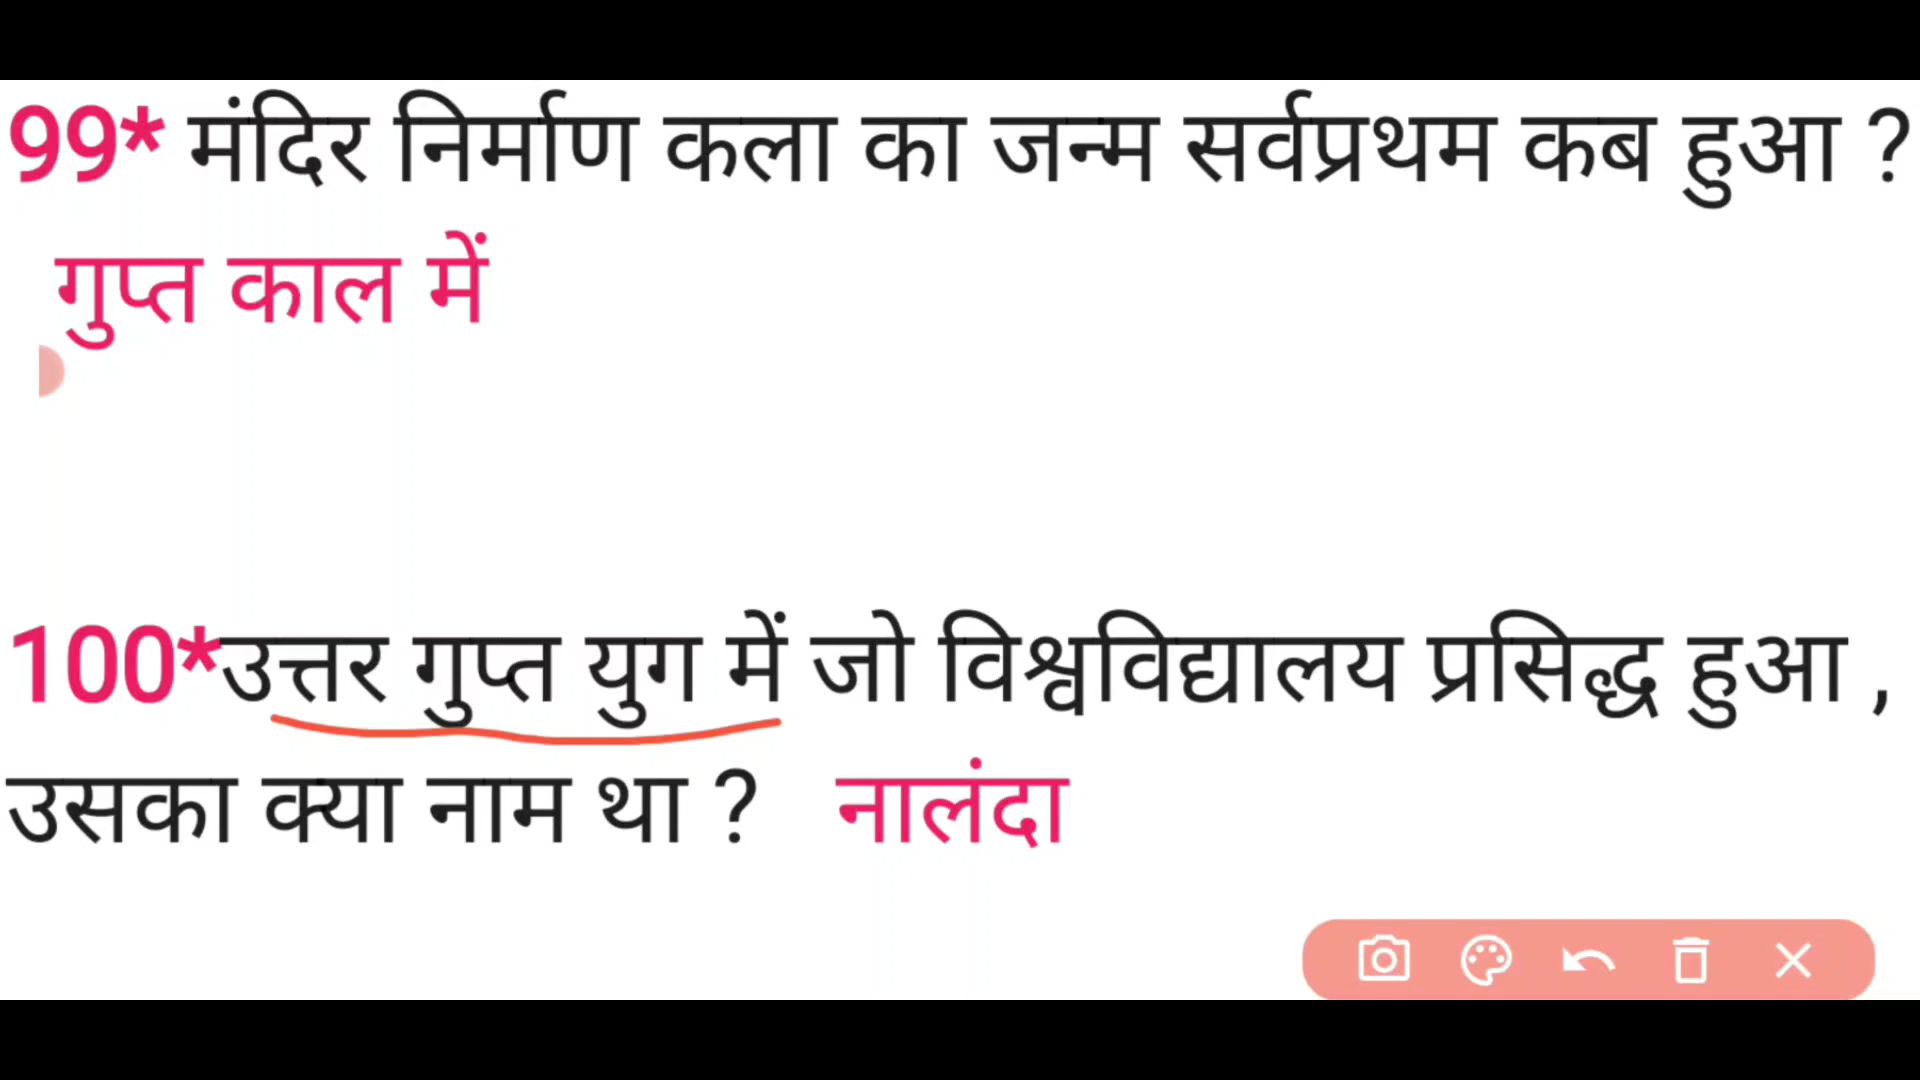 99* मंदिर निर्माण कला का जन्म सर्वप्रथम कब हुआ ?
गुप्त काल में
100*उत्तर गुप्त युग में जो विश्वविद्यालय प्रसिद्ध हुआ ,
उसका क्या नाम था ? नालंदा